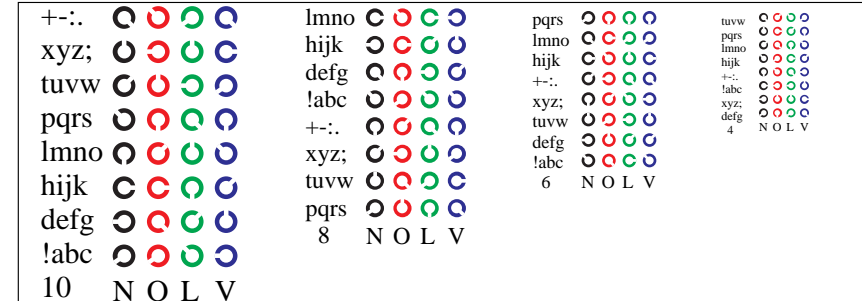 +-:.
xyz;
tuvw
pqrs
lmno
hijk
defg
!abc
10 N O L V
lmno
hijk
defg
!abc
+-:.
xyz;
tuvw
pqrs
8 N O L V
pqrs
lmno
hijk
+-:.
xyz;
tuvw
defg
!abc
6 N O L V
tuvw
pqrs
lmno
hijk
+-:.
!abc
xyz;
defg
4 N O L V